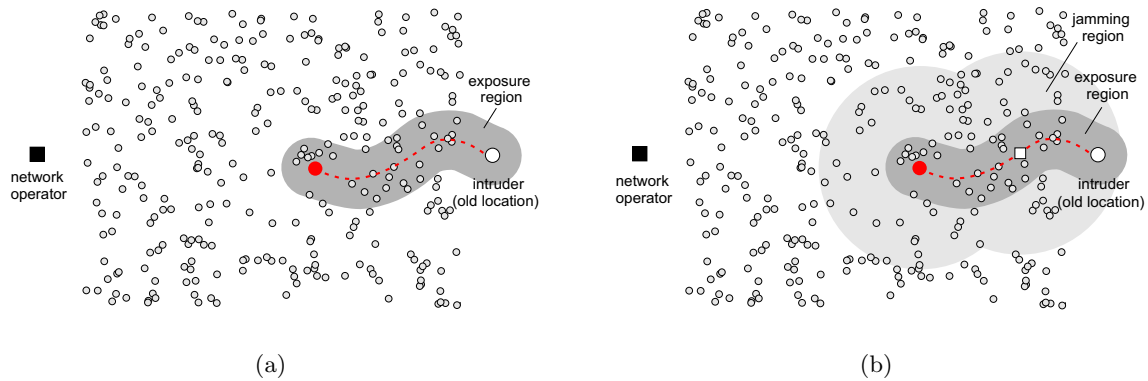 exposure
region
network
operator
intruder
(old location)
(a)
jamming
region
exposure
region
network
operator
intruder
(old location)
(b)